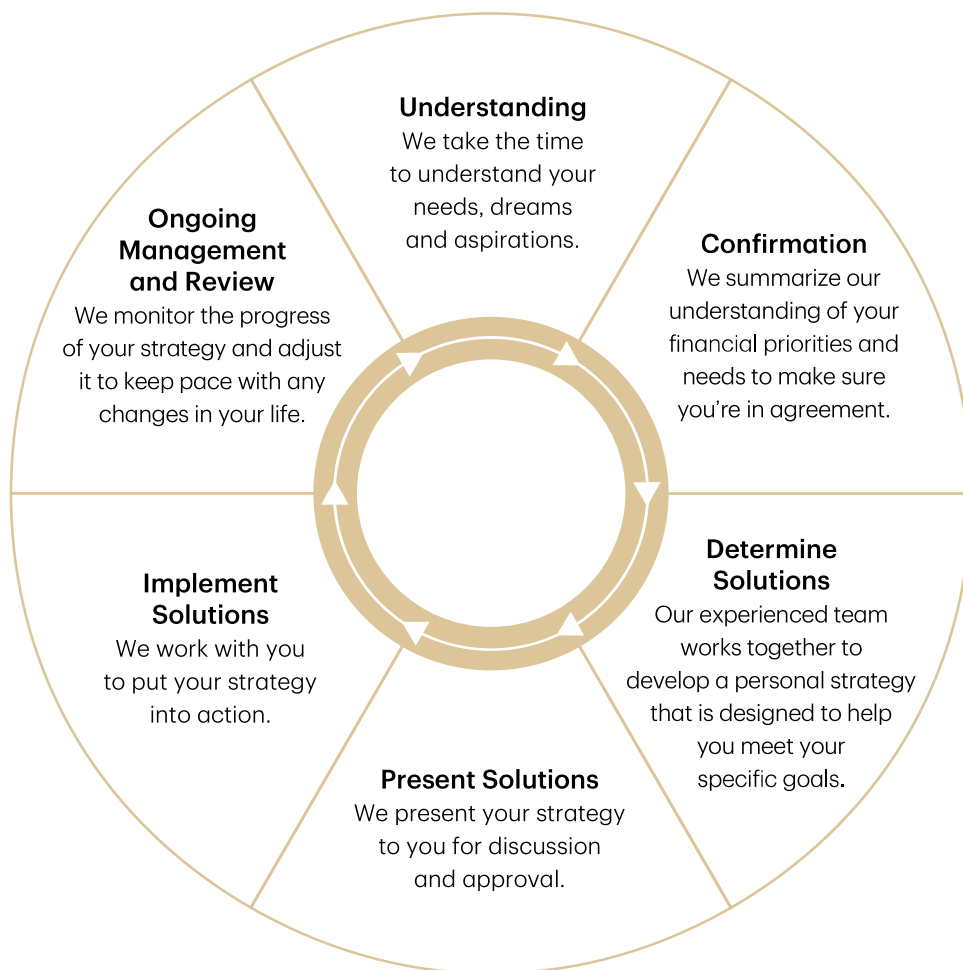 Understanding
We take the time
to understand your
needs, dreams
and aspirations.
Confirmation
We summarize our
understanding of your
financial priorities and
needs to make sure
you're in agreement.
Determine
Solutions
Our experienced team
works together to
develop a personal strategy
that is designed to help
you meet your
specific goals.
Present Solutions
We present your strategy
to you for discussion
and approval.
Implement
Solutions
We work with you
to put your strategy
into action.
Ongoing
Management
and Review
We monitor the progress
of your strategy and adjust
it to keep pace with any
changes in your life.